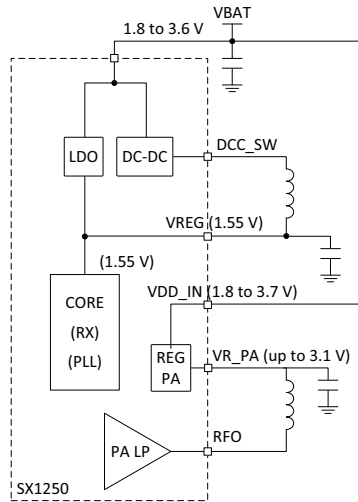 VBAT
1.8 to 3.6 V
LDO
DC-DC
DCC_SW
VREG (1.55 V)
(1.55 V)
CORE
(RX)
(PLL)
VDD_IN (1.8 to 3.7 V)
REG
PA
VR_PA (up to 3.1 V)
PA LP
RFO
SX1250